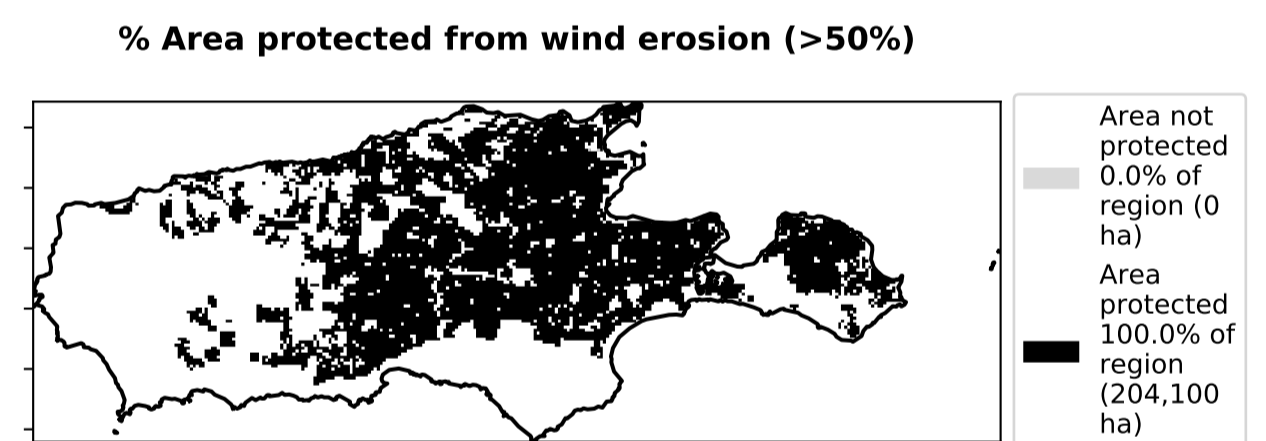 % Area protected from wind erosion (>50%)
Area not
protected
0.0% of
region (0
ha)
Area
protected
100.0% of
region
(204,100
ha)